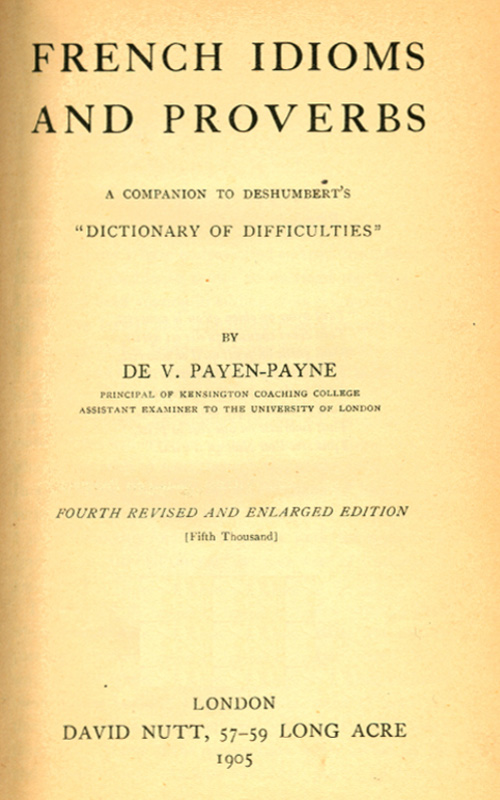 FRENCH IDIOMS
AND PROVERBS
A COMPANION TO DESHUMBERT'S
"DICTIONARY OF DIFFICULTIES"
BY
DE V. PAYEN-PAYNE
PRINCIPAL OF KENSINGTON COACHING COLLEGE
ASSISTANT EXAMINER TO THE UNIVERSITY OF LONDON
FOURTH REVISED AND ENLARGED EDITION
[Fifth Thousand]
LONDON
DAVID NUTT, 57–59 LONG ACRE
1905